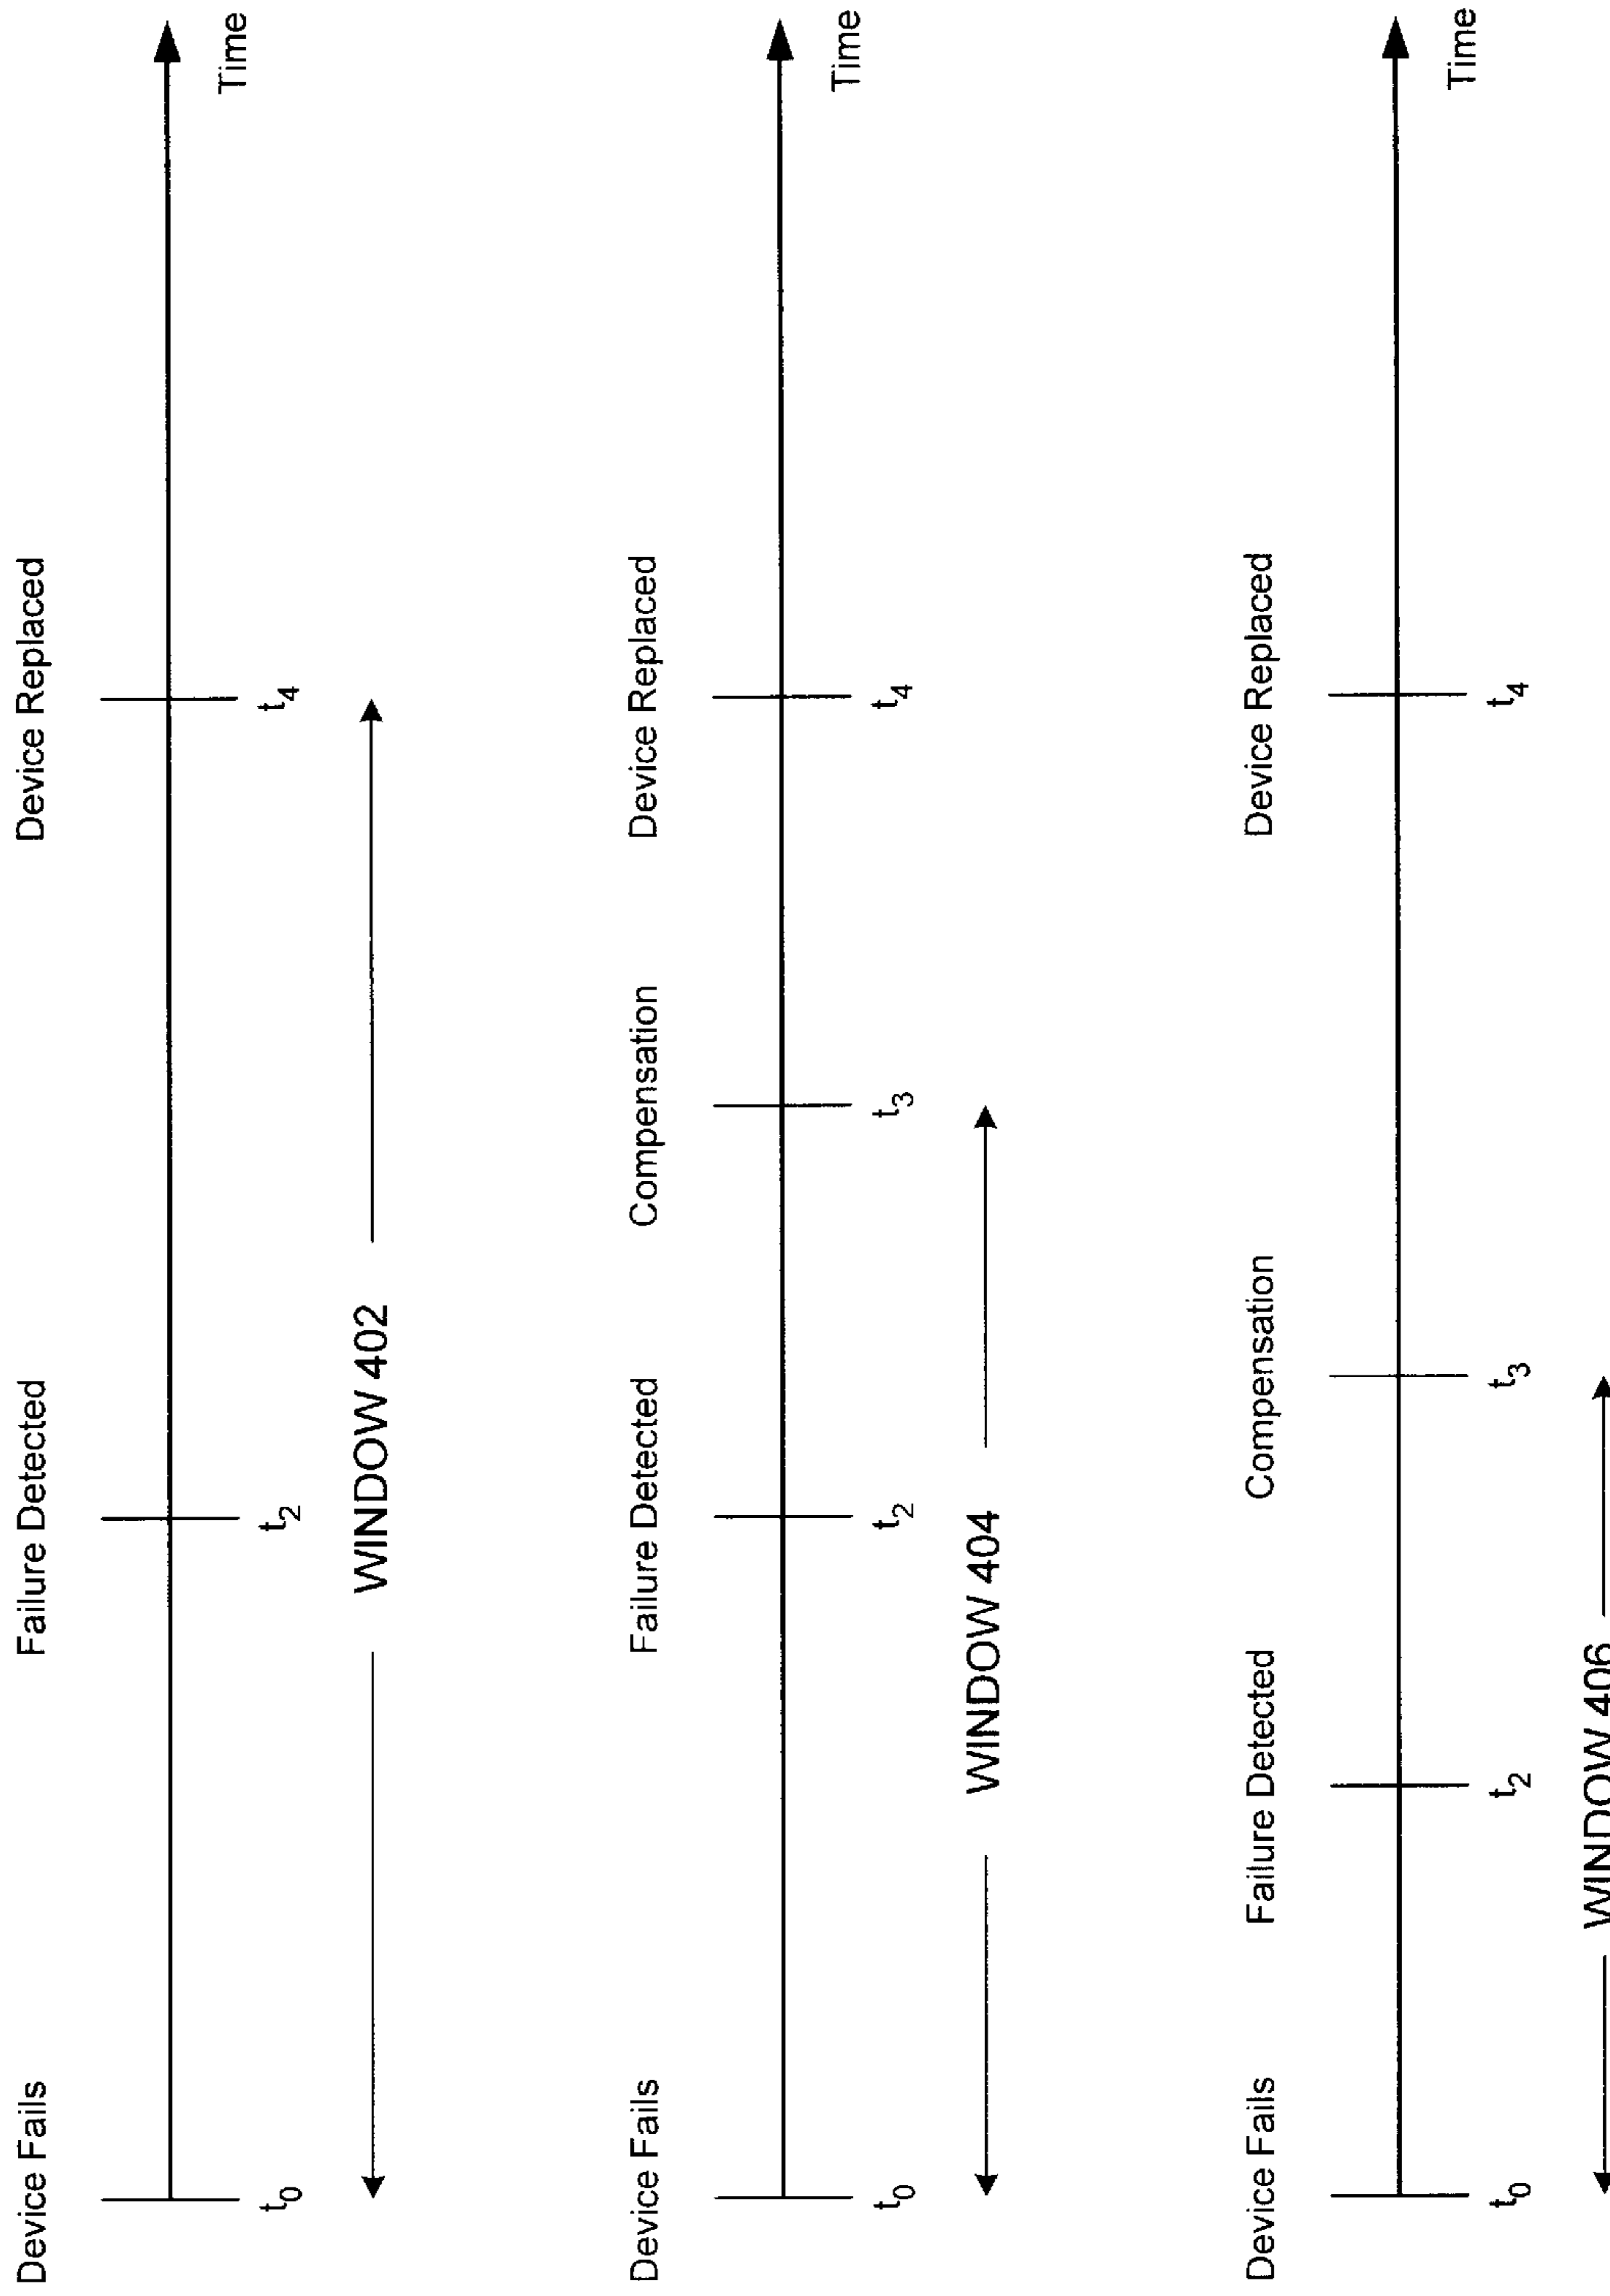 Device Fails Failure Detected Device Replaced
t0 t2 t4 Time
WINDOW 402
Device Fails Failure Detected Compensation Device Replaced
t0 t2 t3 t4 Time
WINDOW 404
Device Fails Failure Detected Compensation Device Replaced
t0 t2 t3 t4 Time
WINDOW 406